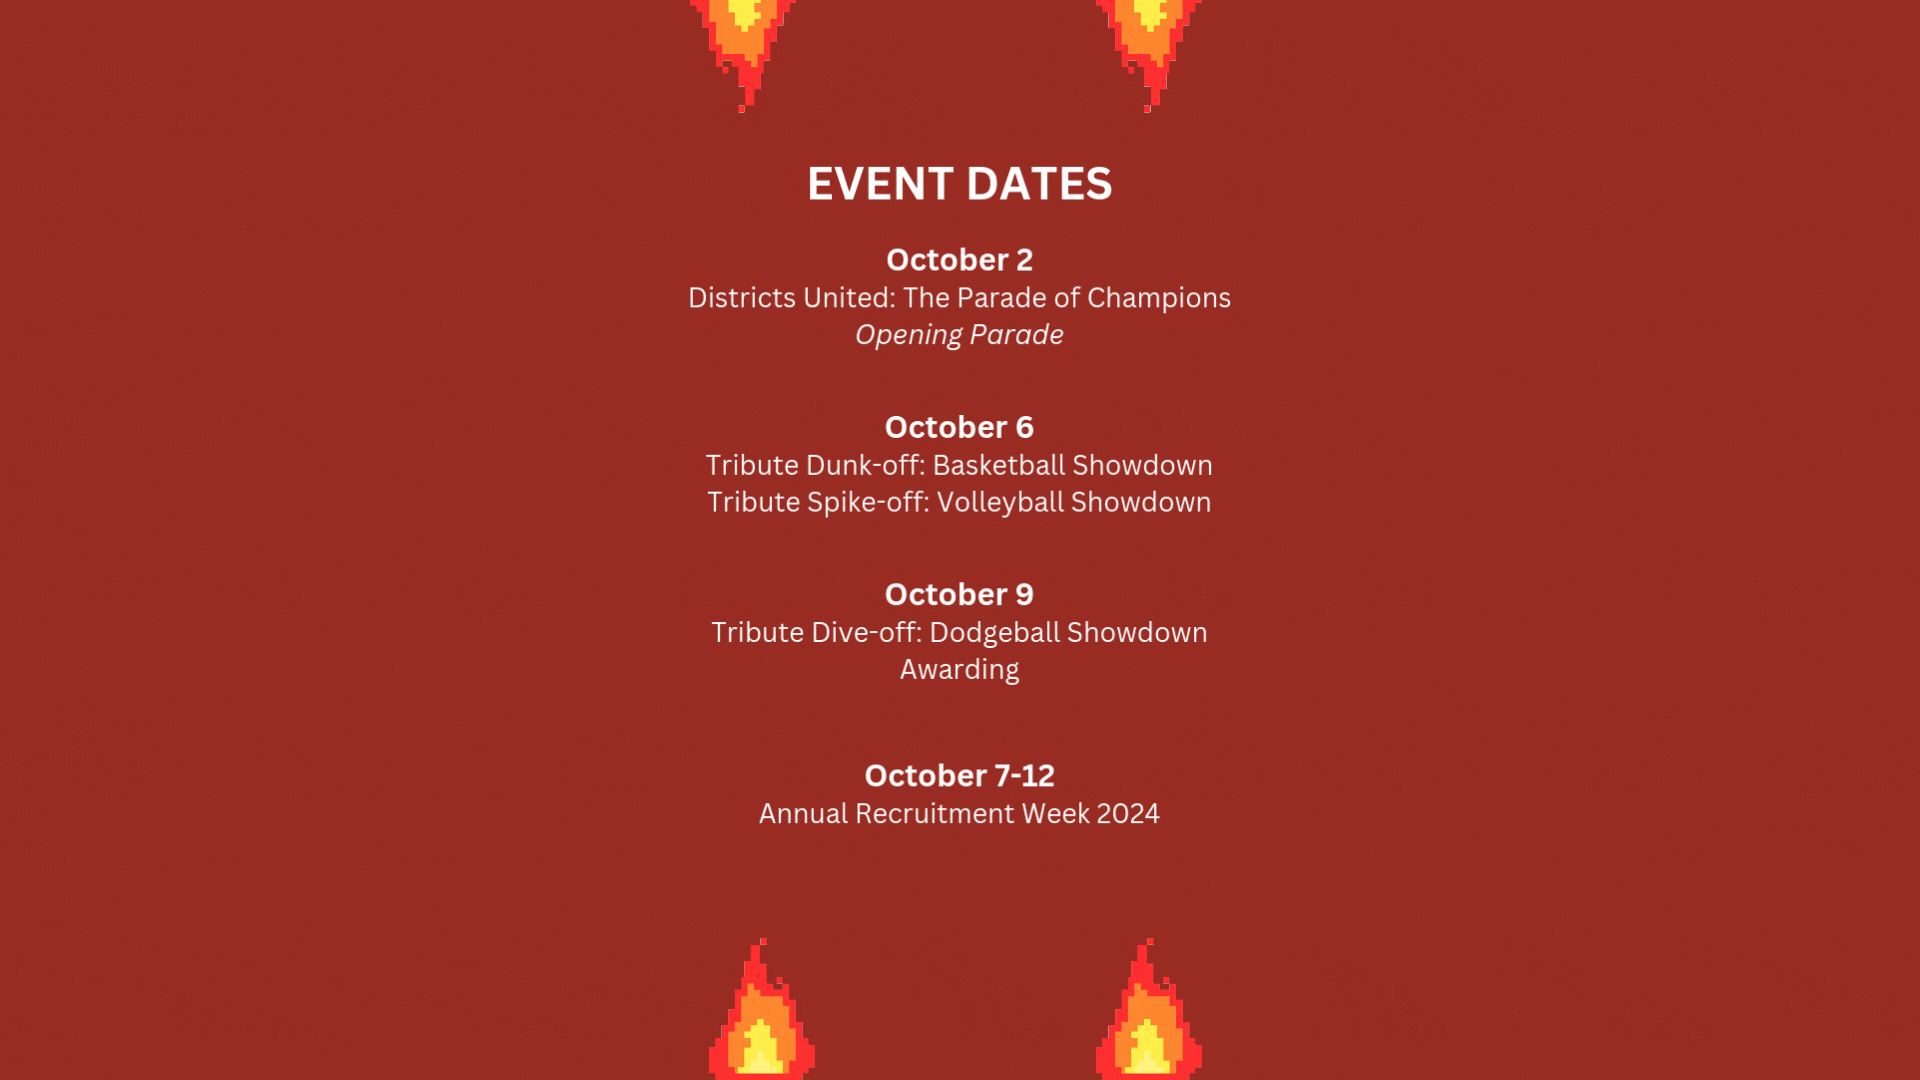 EVENT DATES
October 2
Districts United: The Parade of Champions
Opening Parade
October 6
Tribute Dunk-off: Basketball Showdown
Tribute Spike-off: Volleyball Showdown
October 9
Tribute Dive-off: Dodgeball Showdown
Awarding
October 7-12
Annual Recruitment Week 2024